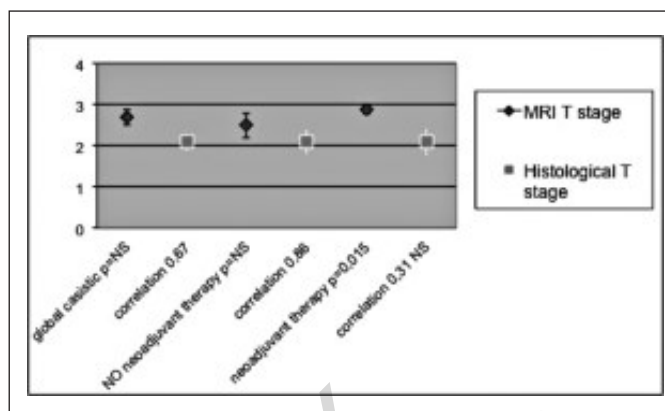 4
3
2
1
0
MRI T stage
Histological T
stage
global casistic p=NS
correlation 0.67
NO neoadjuvant therapy p=NS
correlation 0.86
neoadjuvant therapy p=0,015
correlation 0.31 NS